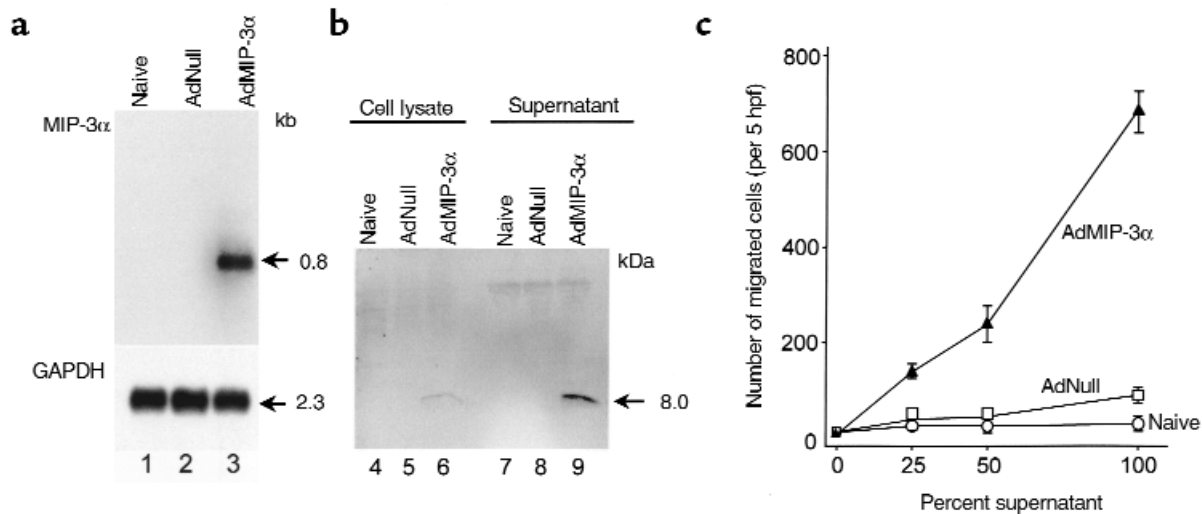 a
Naive
AdNull
AdMIP-3α
MIP-3α
kb
0.8
GAPDH
2.3
1 2 3
b
Cell lysate Supernatant
Naive
AdNull
AdMIP-3α
Naive
AdNull
AdMIP-3α
kDa
8.0
4 5 6 7 8 9
c
Number of migrated cells (per 5 hpf)
800
600
400
200
0
AdMIP-3α
AdNull
Naive
0 25 50 100
Percent supernatant